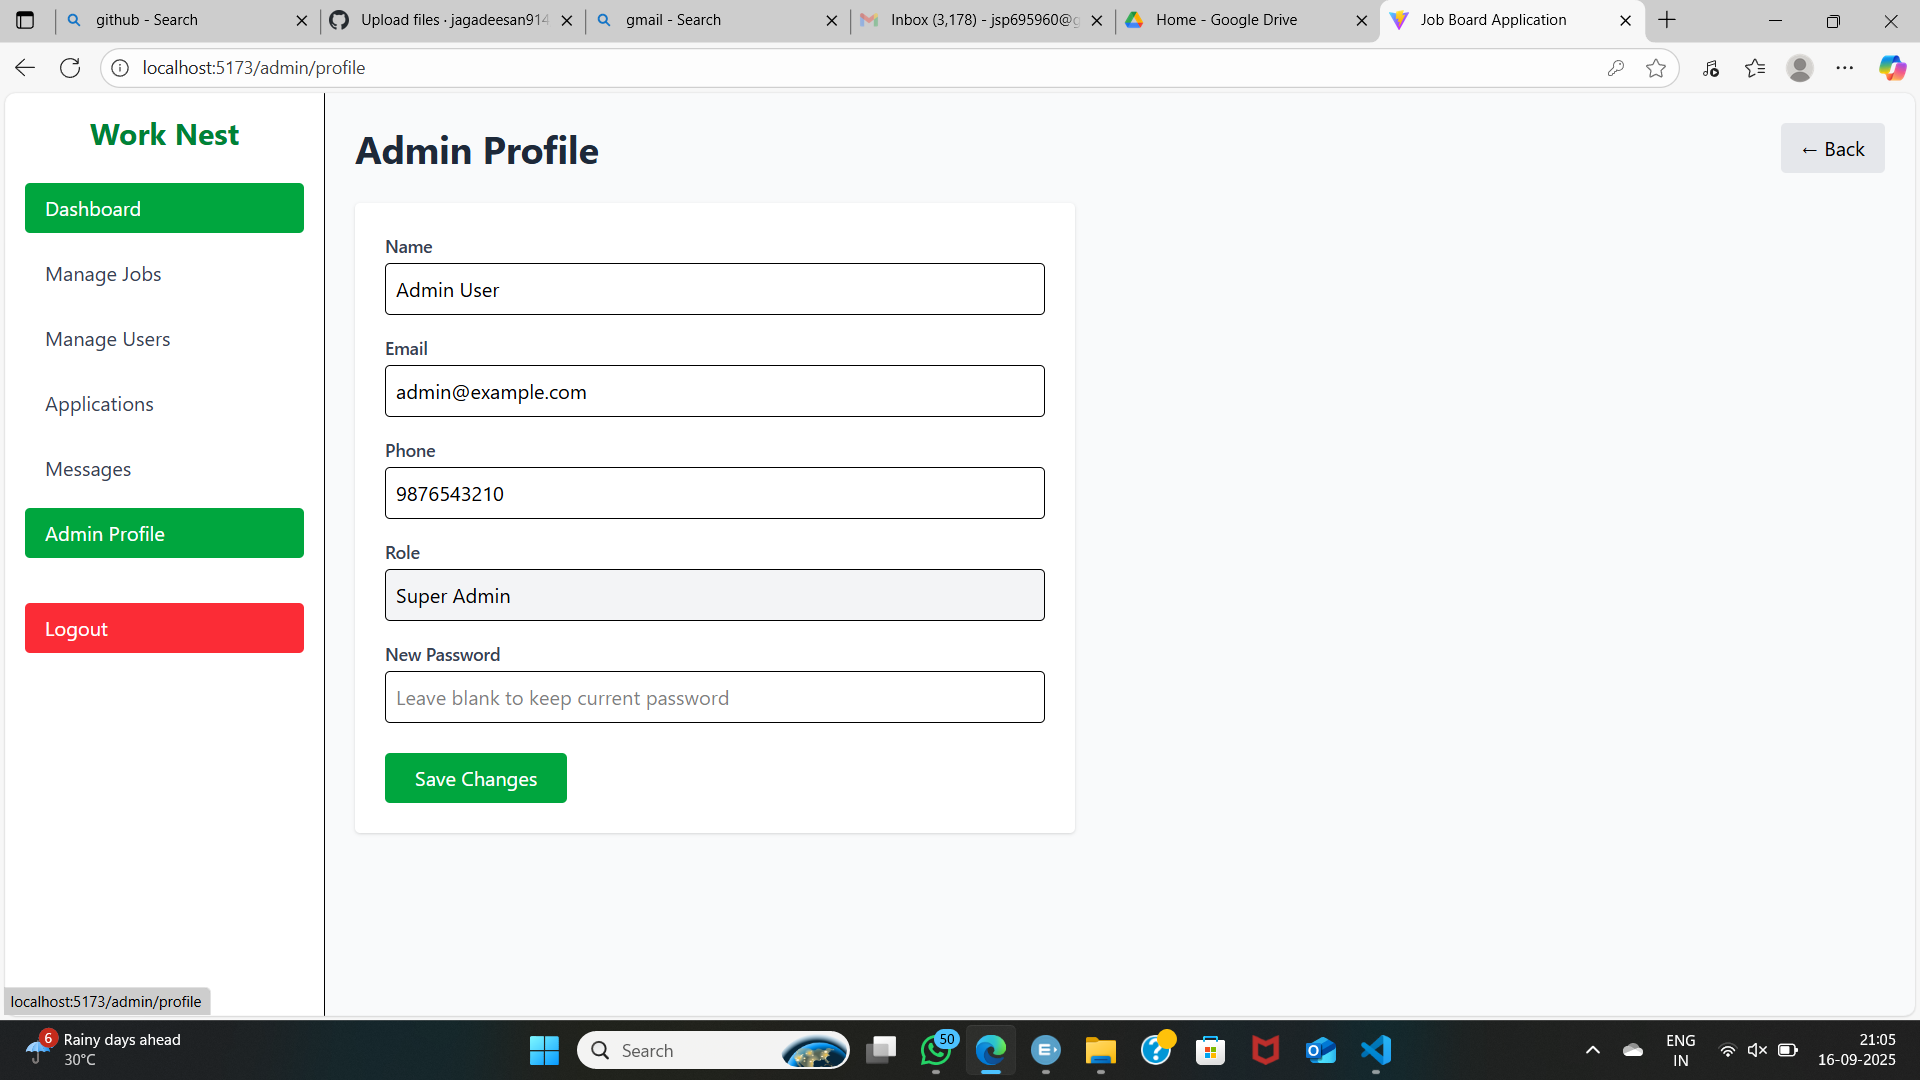 github - Search
Upload files · jagadeesan914
gmail - Search
Inbox (3,178) - jsp695960@g
Home - Google Drive
Job Board Application
localhost:5173/admin/profile
Work Nest
Dashboard
Manage Jobs
Manage Users
Applications
Messages
Admin Profile
Logout
Admin Profile
← Back
Name
Admin User
Email
admin@example.com
Phone
9876543210
Role
Super Admin
New Password
Leave blank to keep current password
Save Changes
localhost:5173/admin/profile
6
Rainy days ahead
30°C
Search
50
ENG
IN
21:05
16-09-2025